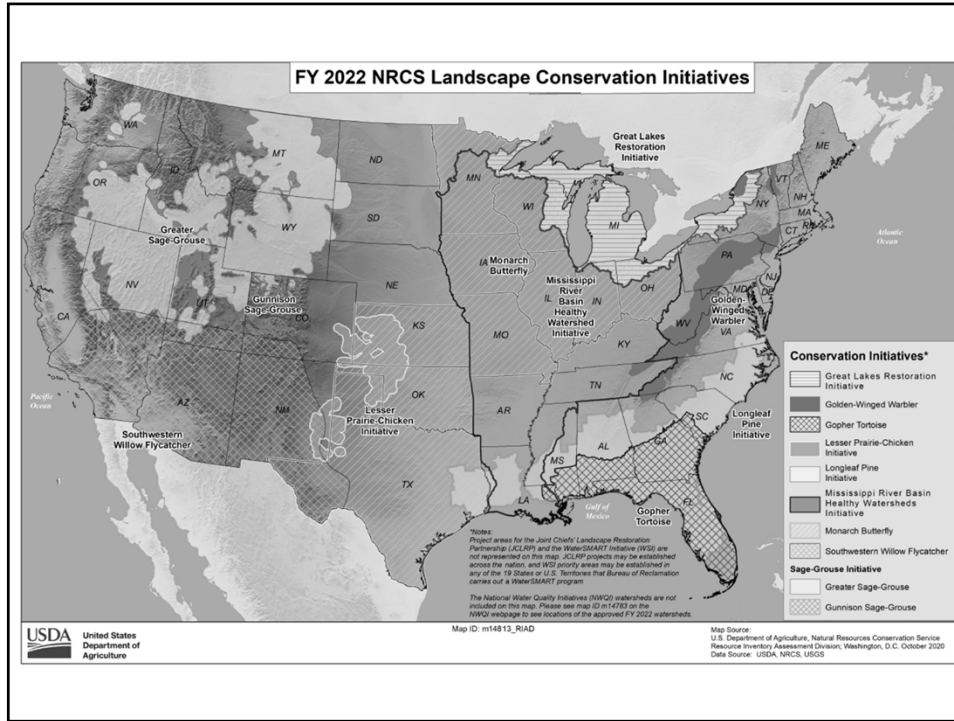 FY 2022 NRCS Landscape Conservation Initiatives
Great Lakes
Restoration
Initiative
WA
MT
ND
MN
ME
OR
ID
SD
WI
MI
VT
NH
NY
MA
CT
RI
WY
Greater
Sage-Grouse
Atlantic
Ocean
IA
Monarch
Butterfly
PA
NJ
NE
Mississippi
River
Basin
Healthy
Watershed
Initiative
IL
IN
OH
MD
DE
NV
UT
Gunnison
Sage-Grouse
CO
Golden-
Winged
Warbler
WV
VA
CA
KS
MO
KY
NC
TN
Pacific
Ocean
AZ
NM
OK
AR
SC
Lesser
Prairie-Chicken
Initiative
Longleaf
Pine
Initiative
Southwestern
Willow Flycatcher
MS
AL
GA
TX
LA
FL
Gulf of
Mexico
Gopher
Tortoise
Conservation Initiatives*
Great Lakes Restoration
Initiative
Golden-Winged Warbler
Gopher Tortoise
Lesser Prairie-Chicken
Initiative
Longleaf Pine
Initiative
Mississippi River Basin
Healthy Watersheds
Initiative
Monarch Butterfly
Southwestern Willow Flycatcher
Sage-Grouse Initiative
Greater Sage-Grouse
Gunnison Sage-Grouse
*Notes:
Project areas for the Joint Chiefs' Landscape Restoration
Partnership (JCLRP) and the WaterSMART Initiative (WSI) are
not represented on this map. JCLRP projects may be established
across the nation, and WSI priority areas may be established in
any of the 19 States or U.S. Territories that Bureau of Reclamation
carries out a WaterSMART program
The National Water Quality Initiatives (NWQI) watersheds are not
included on this map. Please see map ID m14783 on the
NWQI webpage to see locations of the approved FY 2022 watersheds.
USDA
United States
Department of
Agriculture
Map ID: m14813_RIAD
Map Source:
U.S. Department of Agriculture, Natural Resources Conservation Service
Resource Inventory Assessment Division; Washington, D.C. October 2020
Data Source: USDA, NRCS, USGS